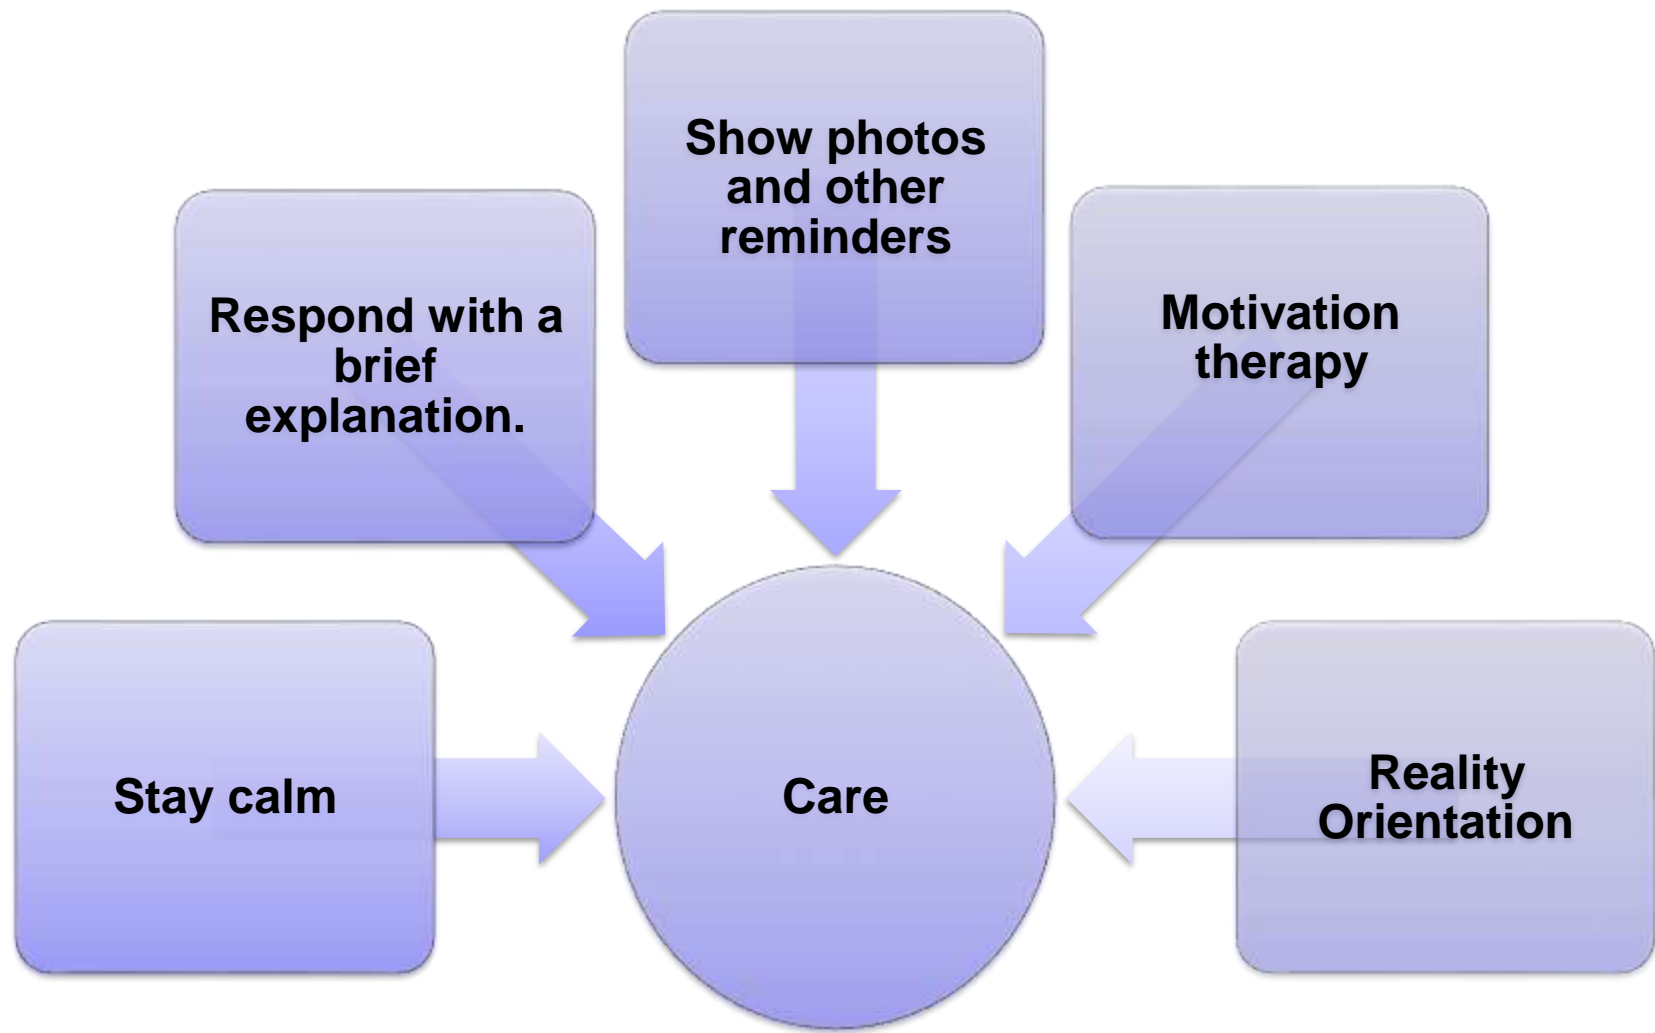 Show photos
and other
reminders
Respond with a
brief
explanation.
Motivation
therapy
Stay calm
Care
Reality
Orientation